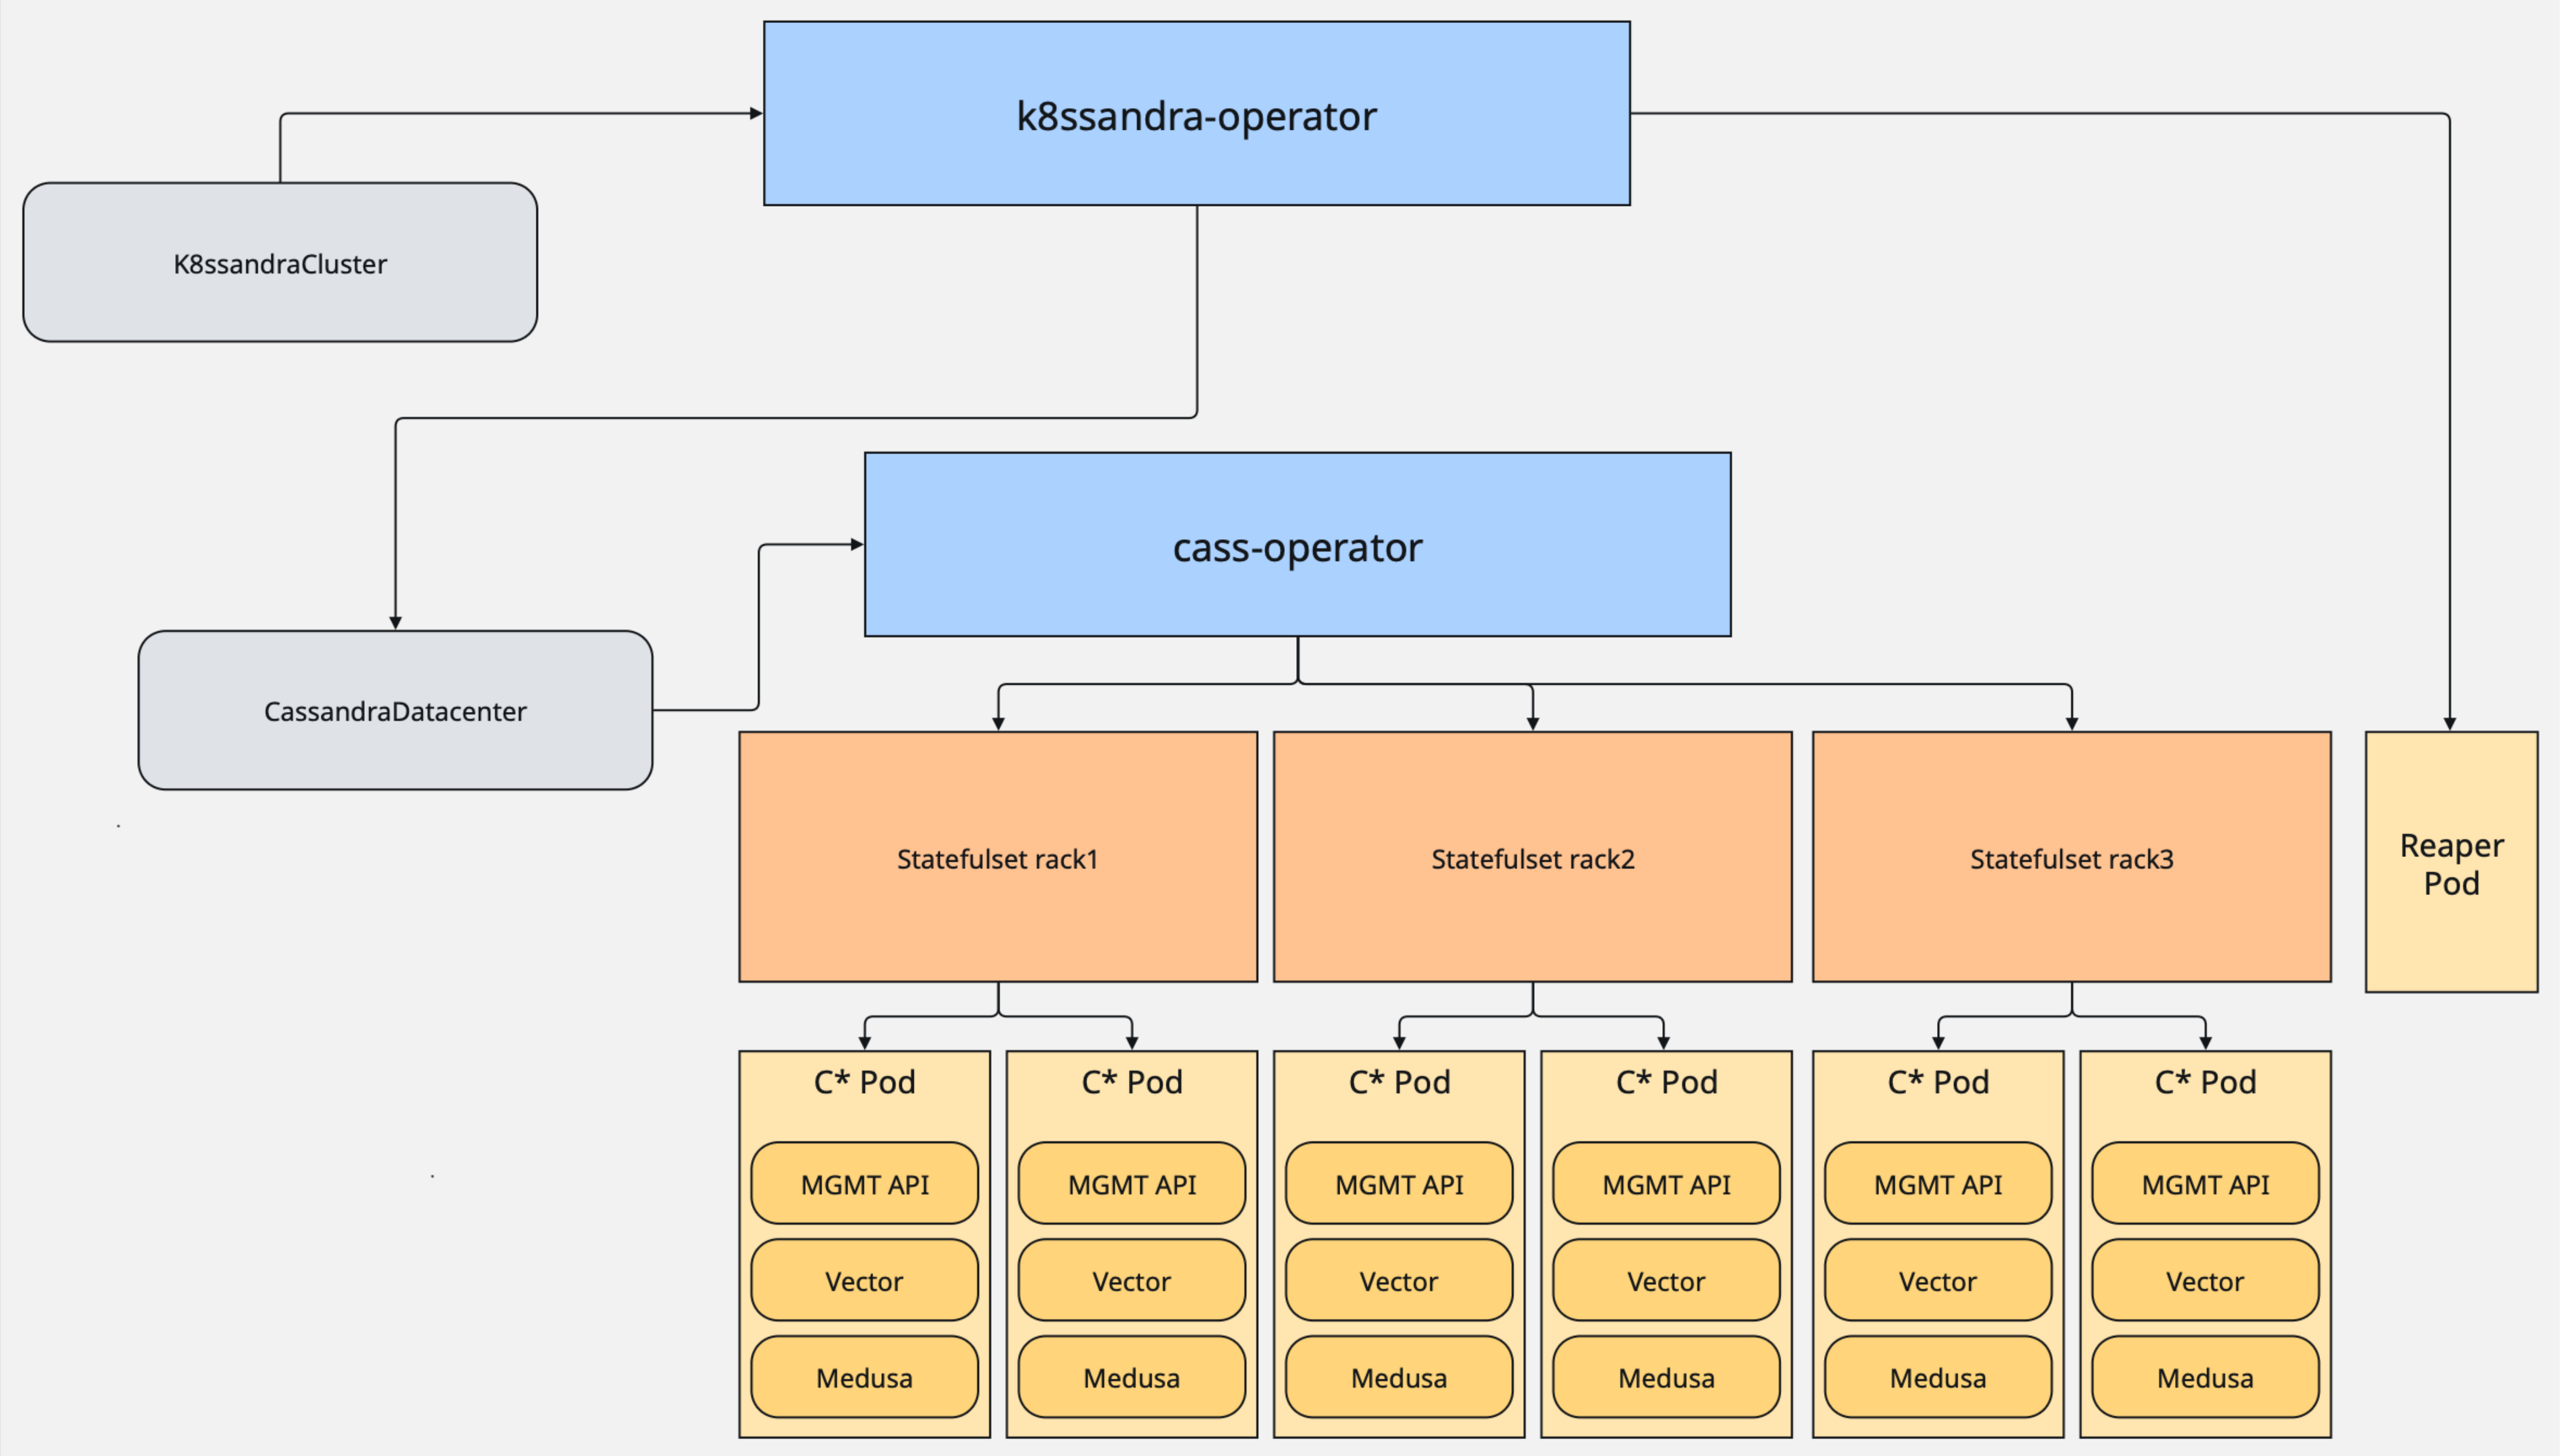 k8ssandra-operator
K8ssandraCluster
cass-operator
CassandraDatacenter
Statefulset rack1
Statefulset rack2
Statefulset rack3
Reaper
Pod
C* Pod
MGMT API
Vector
Medusa
C* Pod
MGMT API
Vector
Medusa
C* Pod
MGMT API
Vector
Medusa
C* Pod
MGMT API
Vector
Medusa
C* Pod
MGMT API
Vector
Medusa
C* Pod
MGMT API
Vector
Medusa